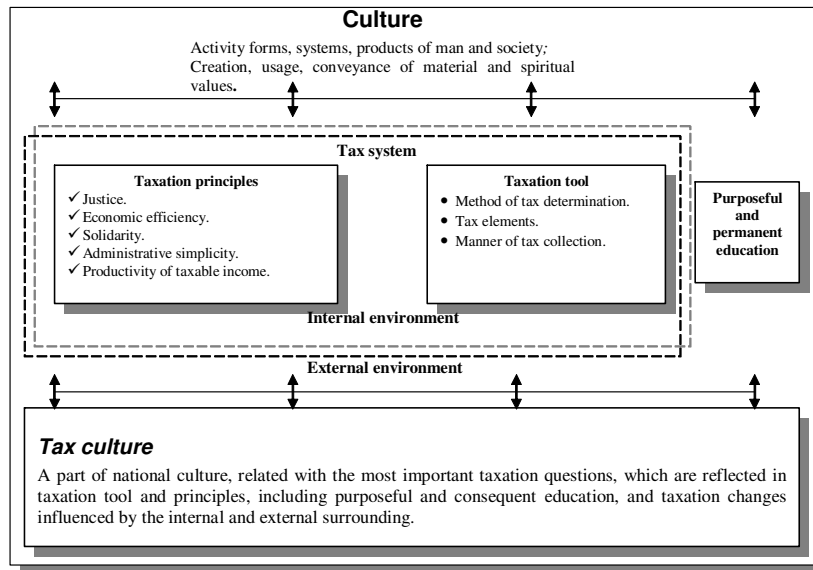 Culture
Activity forms, systems, products of man and society;
Creation, usage, conveyance of material and spiritual
values.
Tax system
Taxation principles
✓ Justice.
✓ Economic efficiency.
✓ Solidarity.
✓ Administrative simplicity.
✓ Productivity of taxable income.
Taxation tool
• Method of tax determination.
• Tax elements.
• Manner of tax collection.
Purposeful
and
permanent
education
Internal environment
External environment
Tax culture
A part of national culture, related with the most important taxation questions, which are reflected in
taxation tool and principles, including purposeful and consequent education, and taxation changes
influenced by the internal and external surrounding.